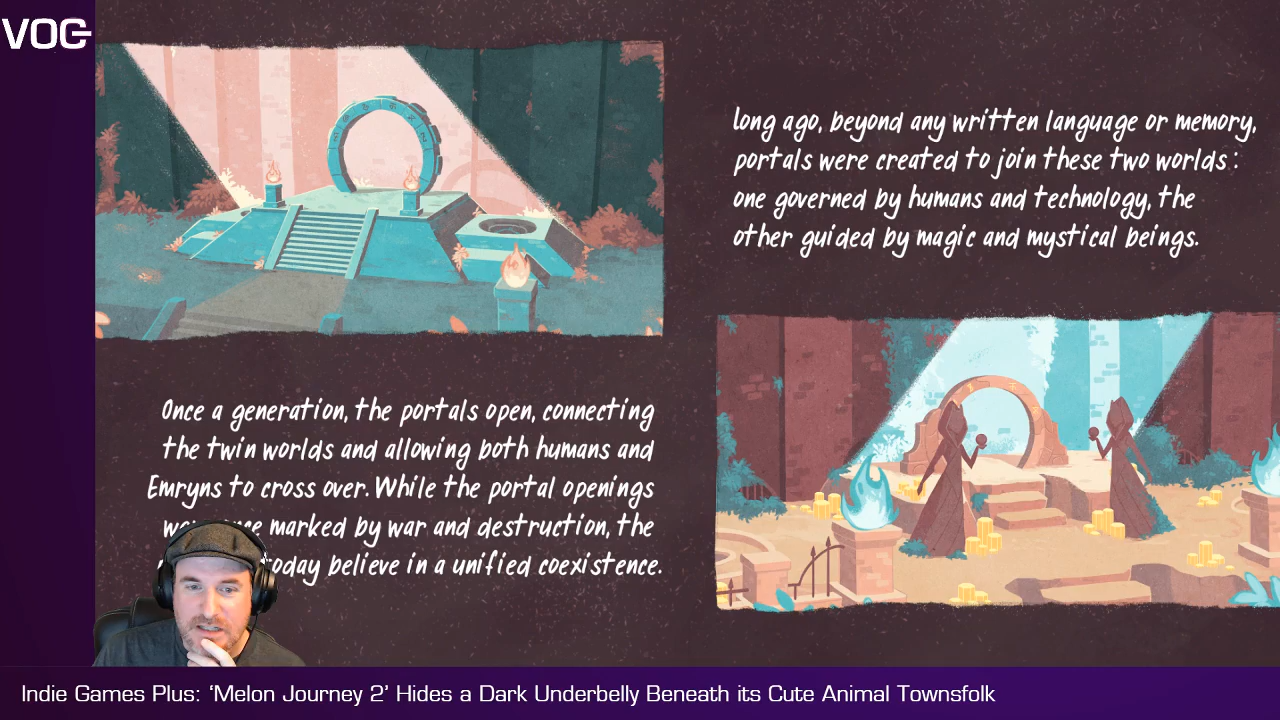 VOG
long ago, beyond any written language or memory,
portals were created to join these two worlds:
one governed by humans and technology, the
other guided by magic and mystical beings.
Once a generation, the portals open, connecting
the twin worlds and allowing both humans and
Emryns to cross over. While the portal openings
marked by war and destruction, the
today believe in a unified coexistence.
Indie Games Plus: ‘Melon Journey 2’ Hides a Dark Underbelly Beneath its Cute Animal Townsfolk